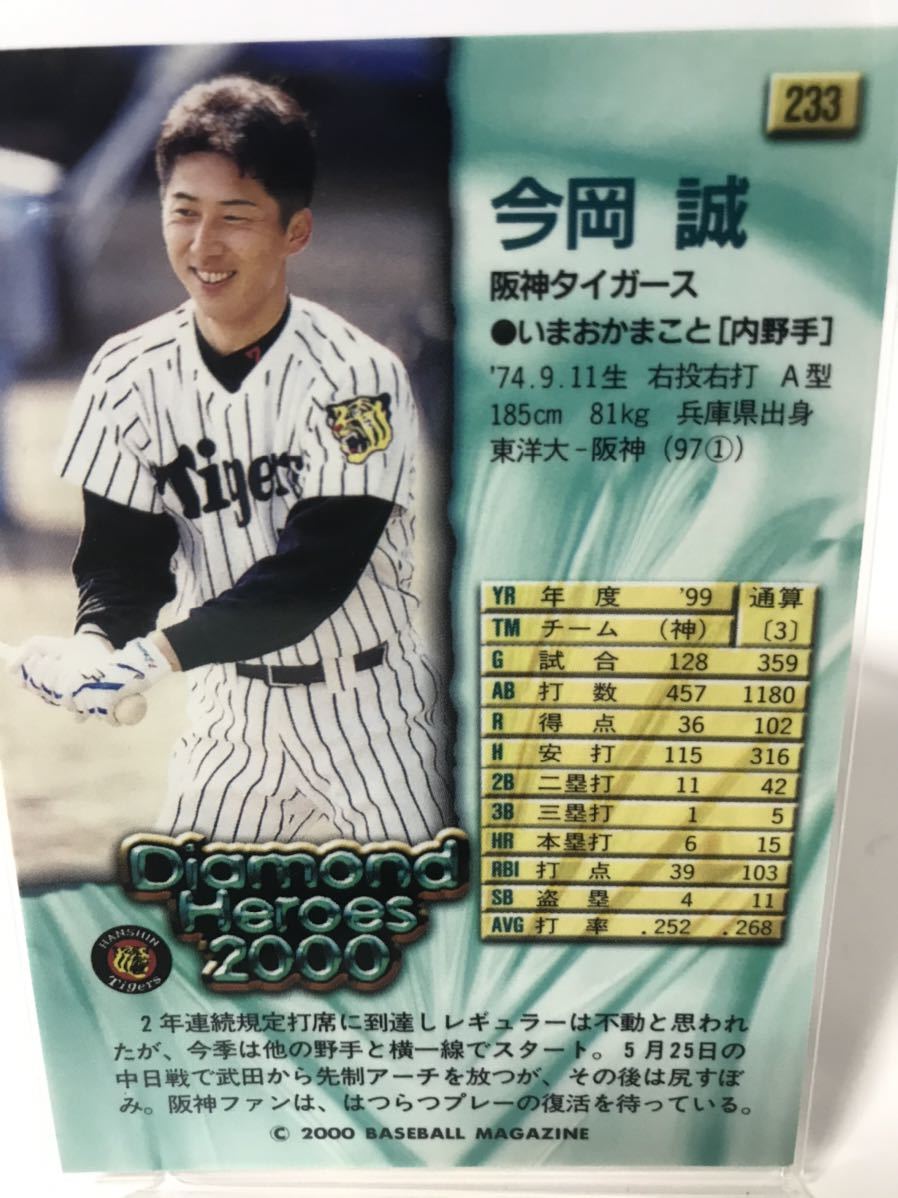 233
今岡 誠
阪神タイガース
●いまおかまこと[内野手]
'74.9.11生 右投右打 A型
185cm 81kg 兵庫県出身
東洋大-阪神（97①）
Tigers
YR 年度 '99 通算
TM チーム （神） 〔3〕
G 試合 128 359
AB 打数 457 1180
R 得点 36 102
H 安打 115 316
2B 二塁打 11 42
3B 三塁打 1 5
HR 本塁打 6 15
RBI 打点 39 103
SB 盗塁 4 11
AVG 打率 .252 .268
Diamond
Heroes
2000
HANSHIN
Tigers
2年連続規定打席に到達しレギュラーは不動と思われ
たが、今季は他の野手と横一線でスタート。5月25日の
中日戦で武田から先制アーチを放つが、その後は尻すぼ
み。阪神ファンは、はつらつプレーの復活を待っている。
© 2000 BASEBALL MAGAZINE